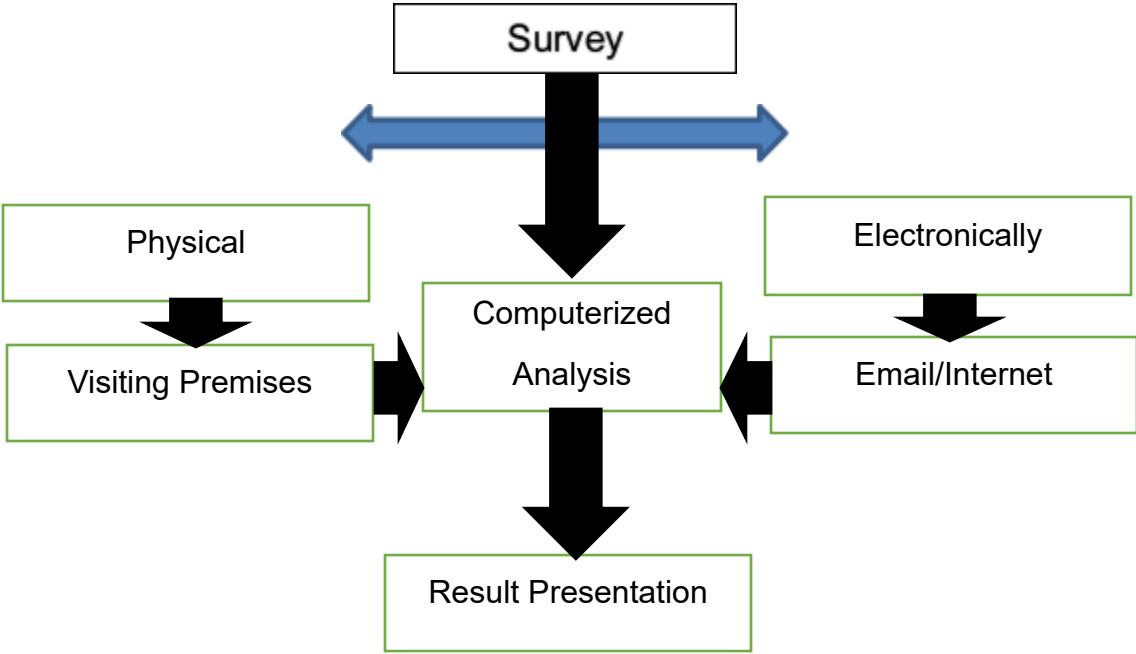 Survey
Physical
Electronically
Computerized
Analysis
Visiting Premises
Email/Internet
Result Presentation